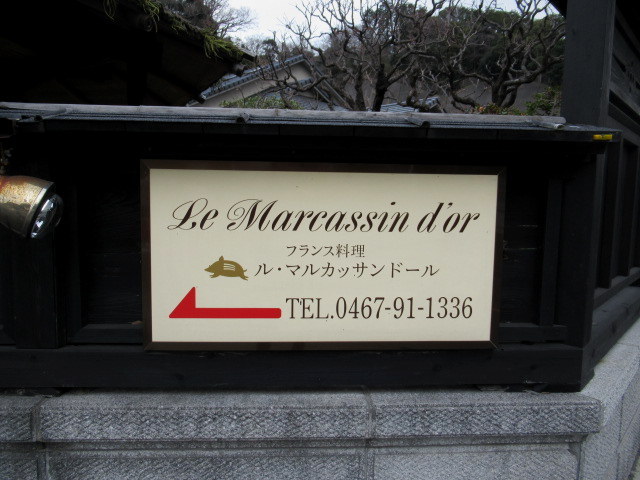 Le Marcassin d'or
フランス料理
ル・マルカッサンドール
TEL.0467-91-1336